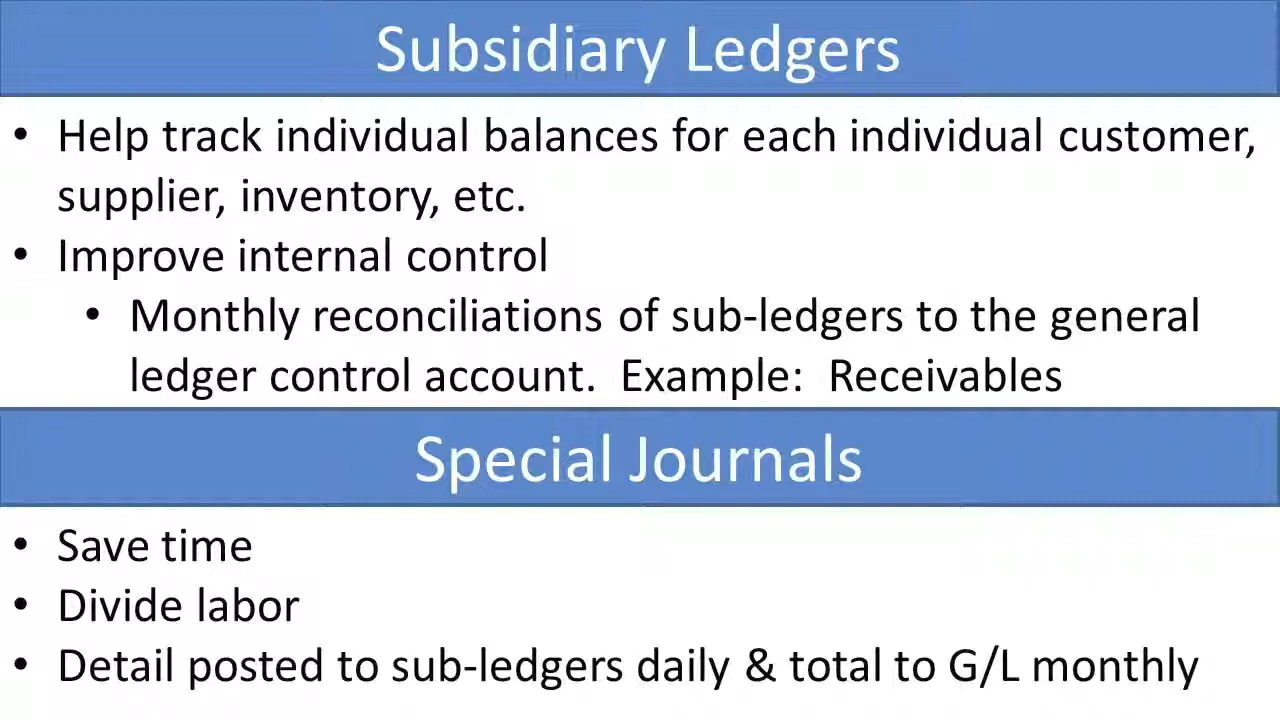 Subsidiary Ledgers
• Help track individual balances for each individual customer,
supplier, inventory, etc.
• Improve internal control
• Monthly reconciliations of sub-ledgers to the general
ledger control account.  Example:  Receivables
Special Journals
• Save time
• Divide labor
• Detail posted to sub-ledgers daily & total to G/L monthly